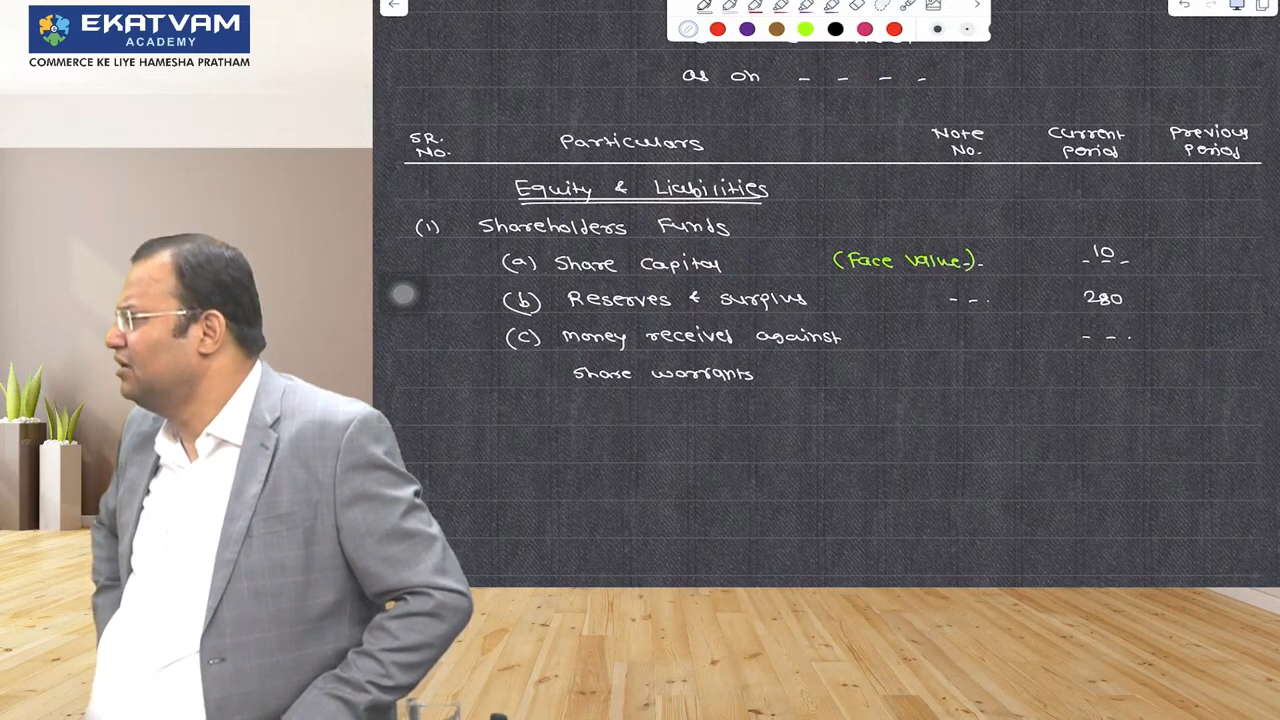 EKATVAM
ACADEMY
COMMERCE KE LIYE HAMESHA PRATHAM
as on - - - -
SR. No. Particulars Note No. Current Period Previous Period
Equity & Liabilities
(1) Shareholders Funds
(a) Share Capital (Face Value) -. - 10 -
(b) Reserves & Surplus - - . 280
(c) money received against - - .
Share warrants